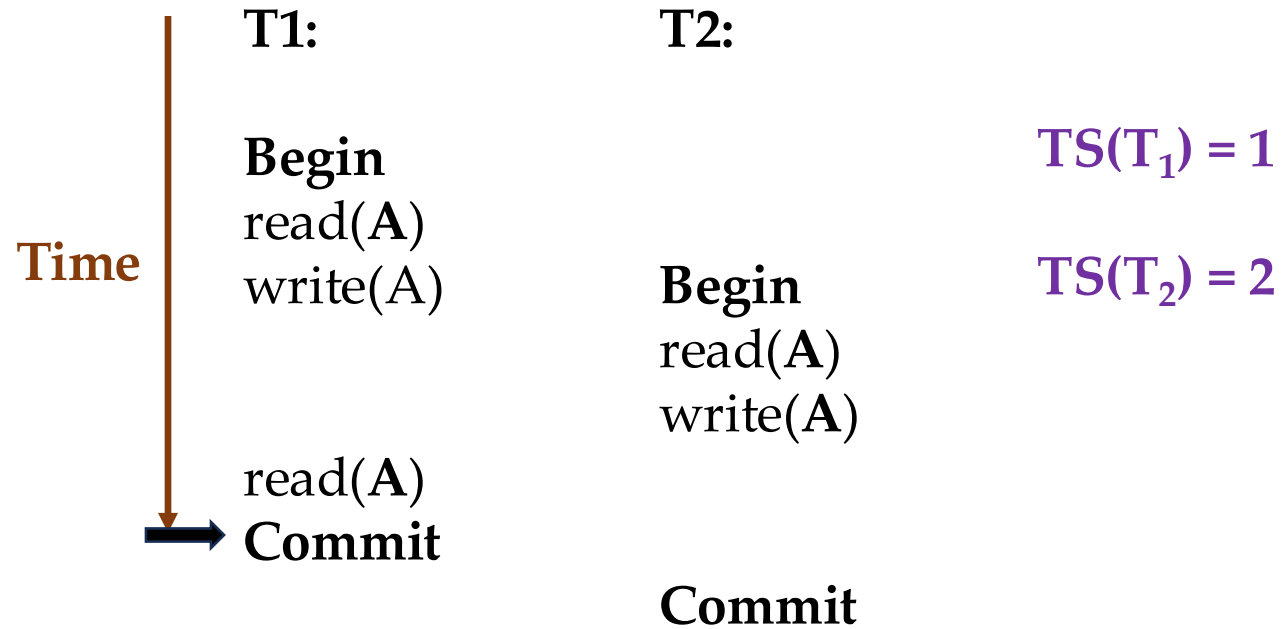 T1: T2:
Begin TS(T₁) = 1
read(A)
Time
write(A) Begin TS(T₂) = 2
read(A)
write(A)
read(A)
Commit
Commit